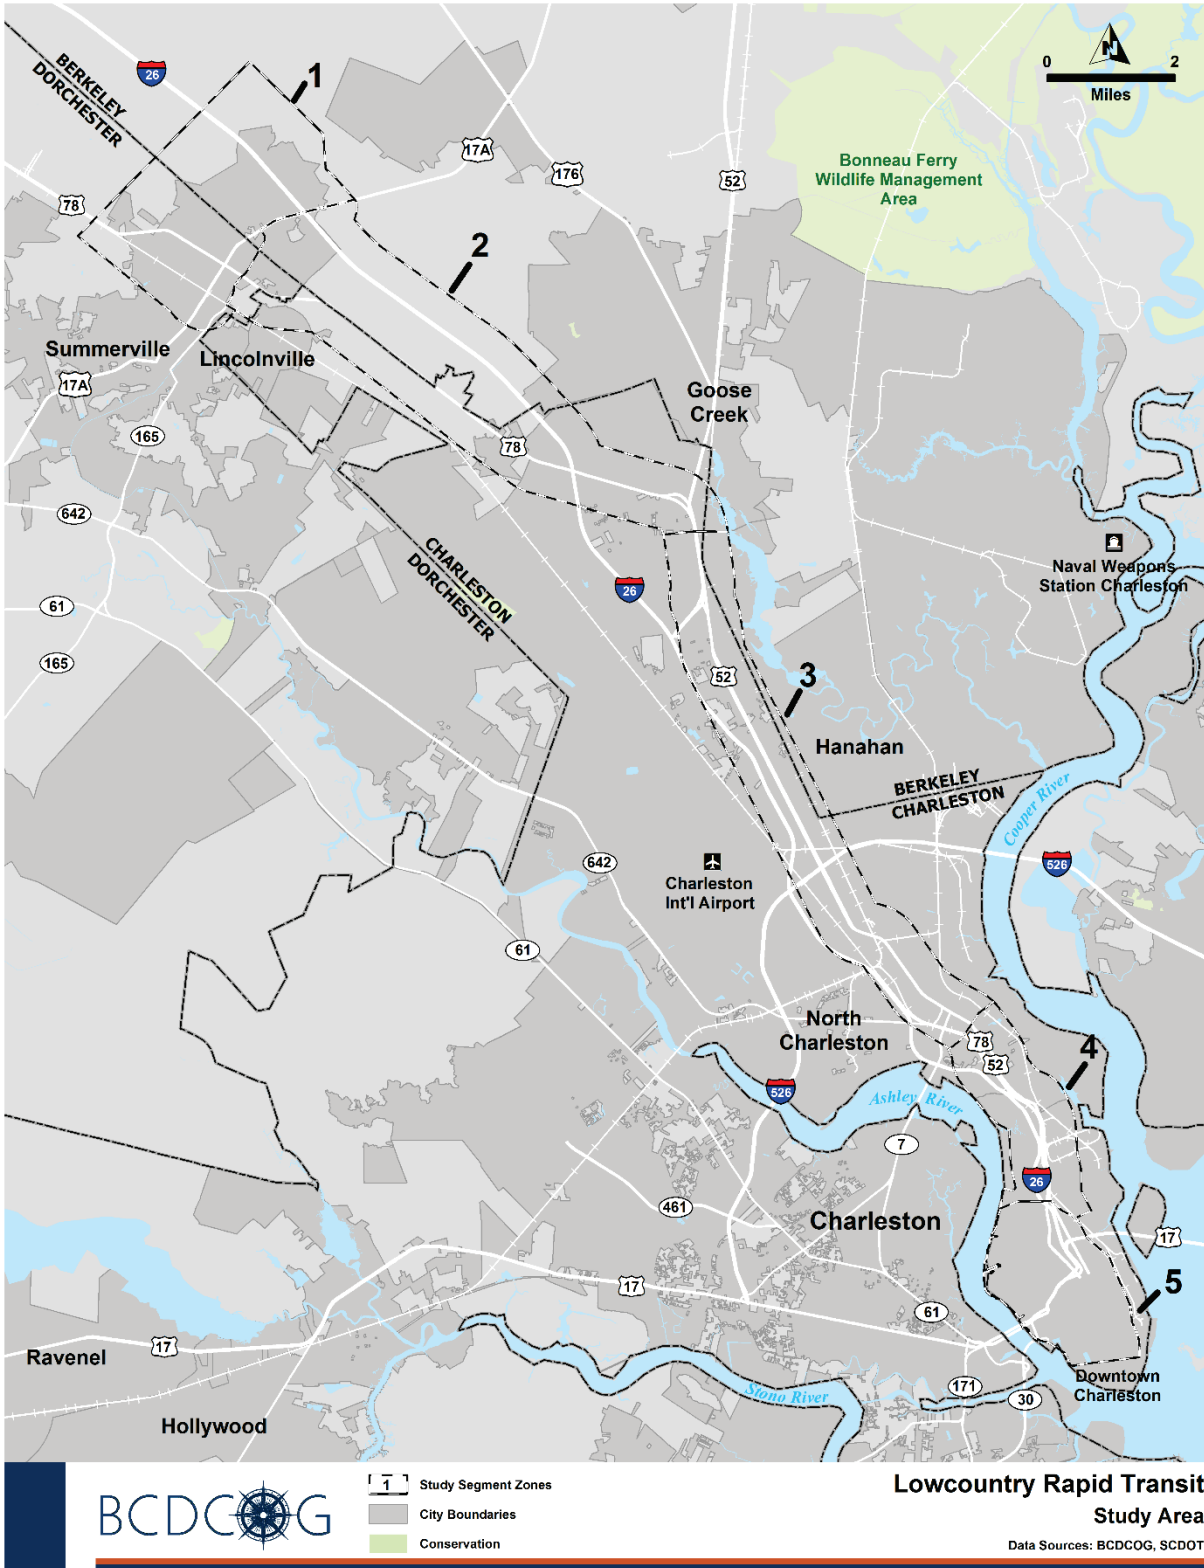 N
0 2
Miles
1
26
BERKELEY
DORCHESTER
17A
176
52
Bonneau Ferry
Wildlife Management
Area
78
2
Summerville
Lincolnville
17A
165
Goose
Creek
78
642
CHARLESTON
DORCHESTER
26
Naval Weapons
Station Charleston
61
165
52
3
Hanahan
BERKELEY
CHARLESTON
Cooper River
642
526
Charleston
Int'l Airport
61
North
Charleston
78
52
4
526
Ashley River
7
26
461
Charleston
17
17
5
61
Ravenel
17
Downtown
Charleston
171
30
Stono River
Hollywood
BCDCOG
1 Study Segment Zones
City Boundaries
Conservation
Lowcountry Rapid Transit
Study Area
Data Sources: BCDCOG, SCDOT